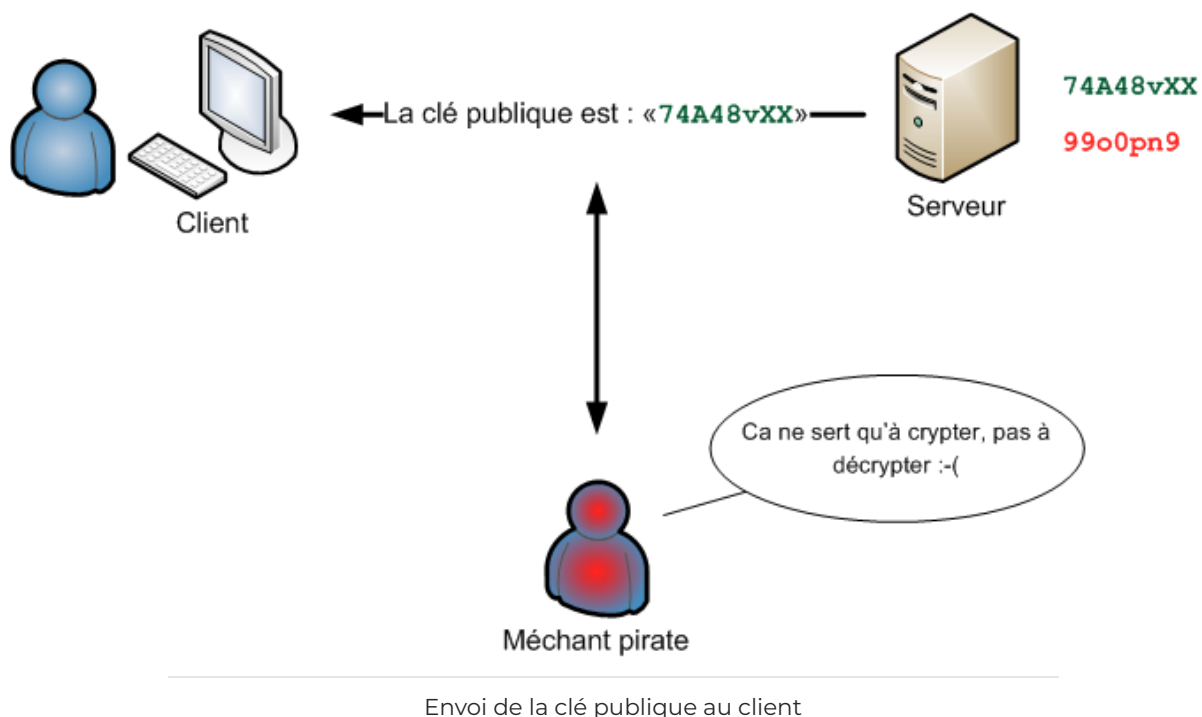 La clé publique est : «74A48vXX»
74A48vXX
99o0pn9
Client
Serveur
Ca ne sert qu'à crypter, pas à
décrypter :-(
Méchant pirate
Envoi de la clé publique au client